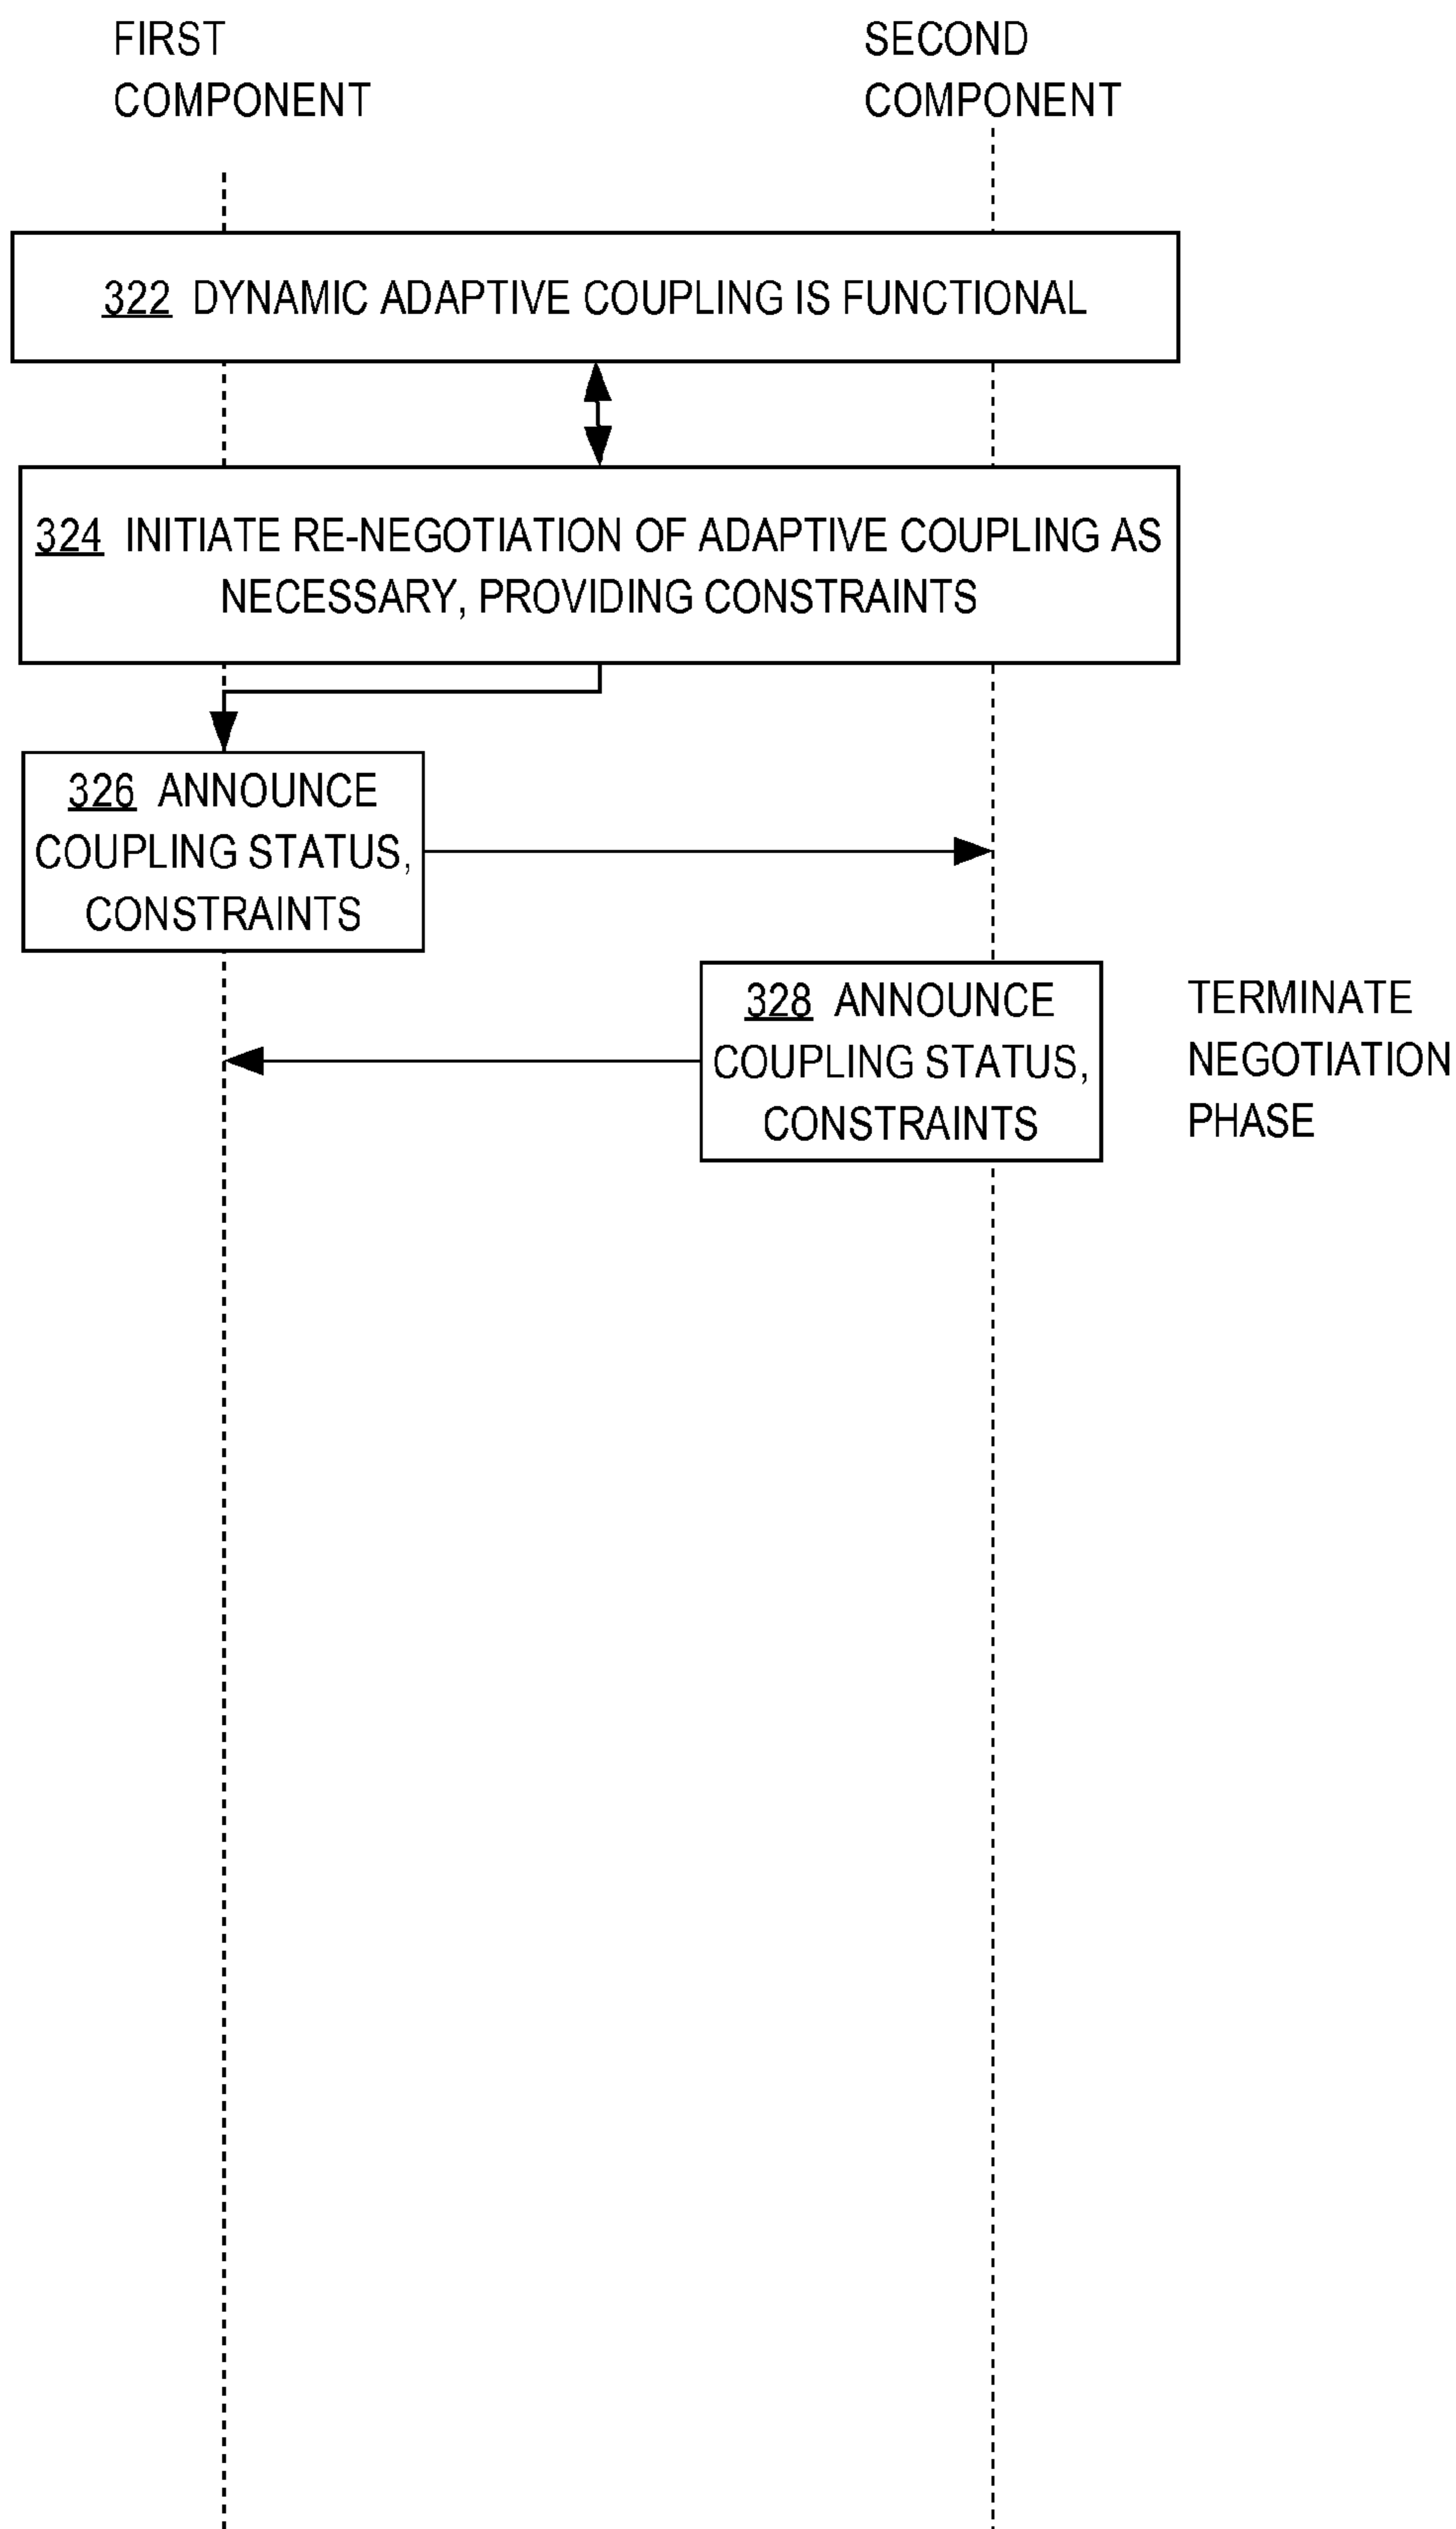 FIRST
COMPONENT
SECOND
COMPONENT
322 DYNAMIC ADAPTIVE COUPLING IS FUNCTIONAL
324 INITIATE RE-NEGOTIATION OF ADAPTIVE COUPLING AS
NECESSARY, PROVIDING CONSTRAINTS
326 ANNOUNCE
COUPLING STATUS,
CONSTRAINTS
328 ANNOUNCE
COUPLING STATUS,
CONSTRAINTS
TERMINATE
NEGOTIATION
PHASE